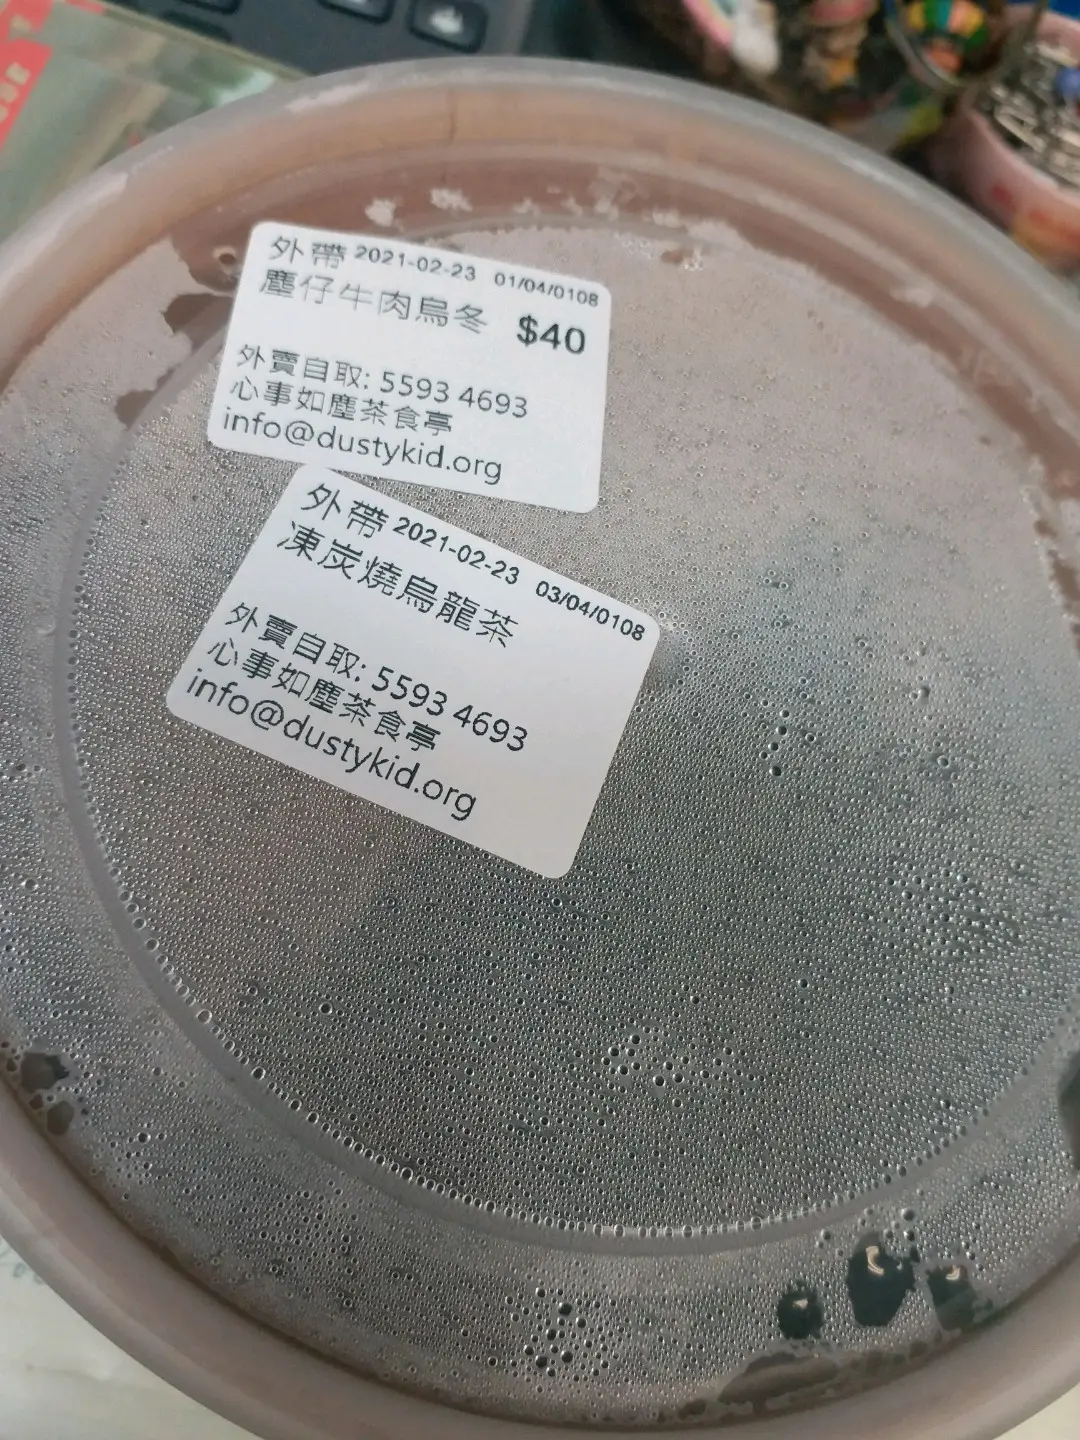 外帶 2021-02-23 01/04/0108
塵仔牛肉烏冬 $40
外賣自取: 5593 4693
心事如塵茶食亭
info@dustykid.org
外帶 2021-02-23 03/04/0108
凍炭燒烏龍茶
外賣自取: 5593 4693
心事如塵茶食亭
info@dustykid.org